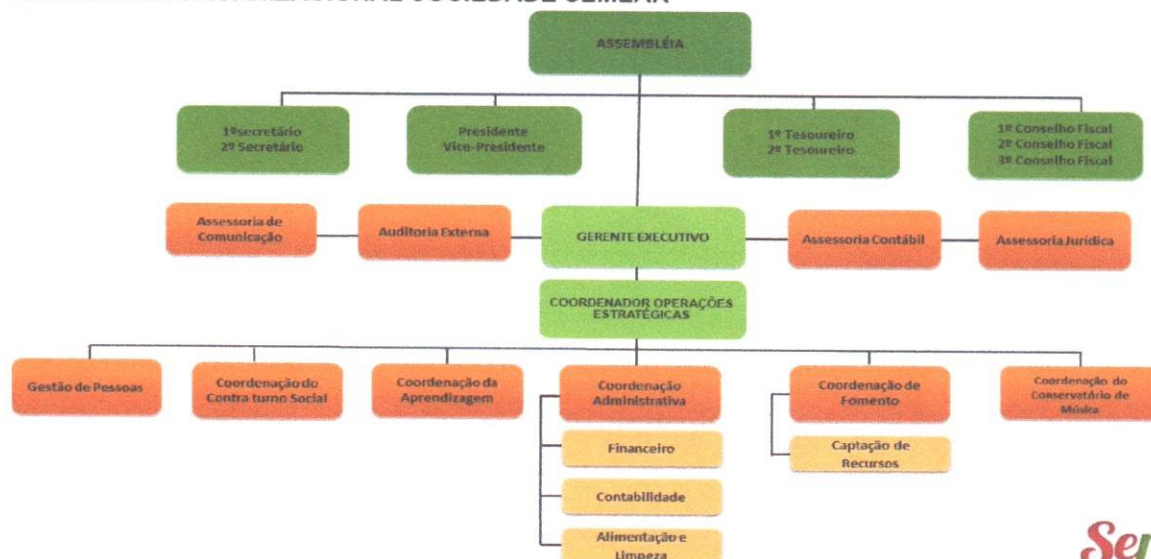 SOCIEDADE SEMEAR
ASSEMBLÉIA
1ºsecretário
2º Secretário
Presidente
Vice-Presidente
1º Tesoureiro
2º Tesoureiro
1º Conselho Fiscal
2º Conselho Fiscal
3º Conselho Fiscal
Assessoria de
Comunicação
Auditoria Externa
GERENTE EXECUTIVO
Assessoria Contábil
Assessoria Jurídica
COORDENADOR OPERAÇÕES
ESTRATÉGICAS
Gestão de Pessoas
Coordenação do
Contra turno Social
Coordenação da
Aprendizagem
Coordenação
Administrativa
Coordenação de
Fomento
Coordenação do
Conservatório de
Música
Financeiro
Contabilidade
Alimentação e
Limpeza
Captação de
Recursos